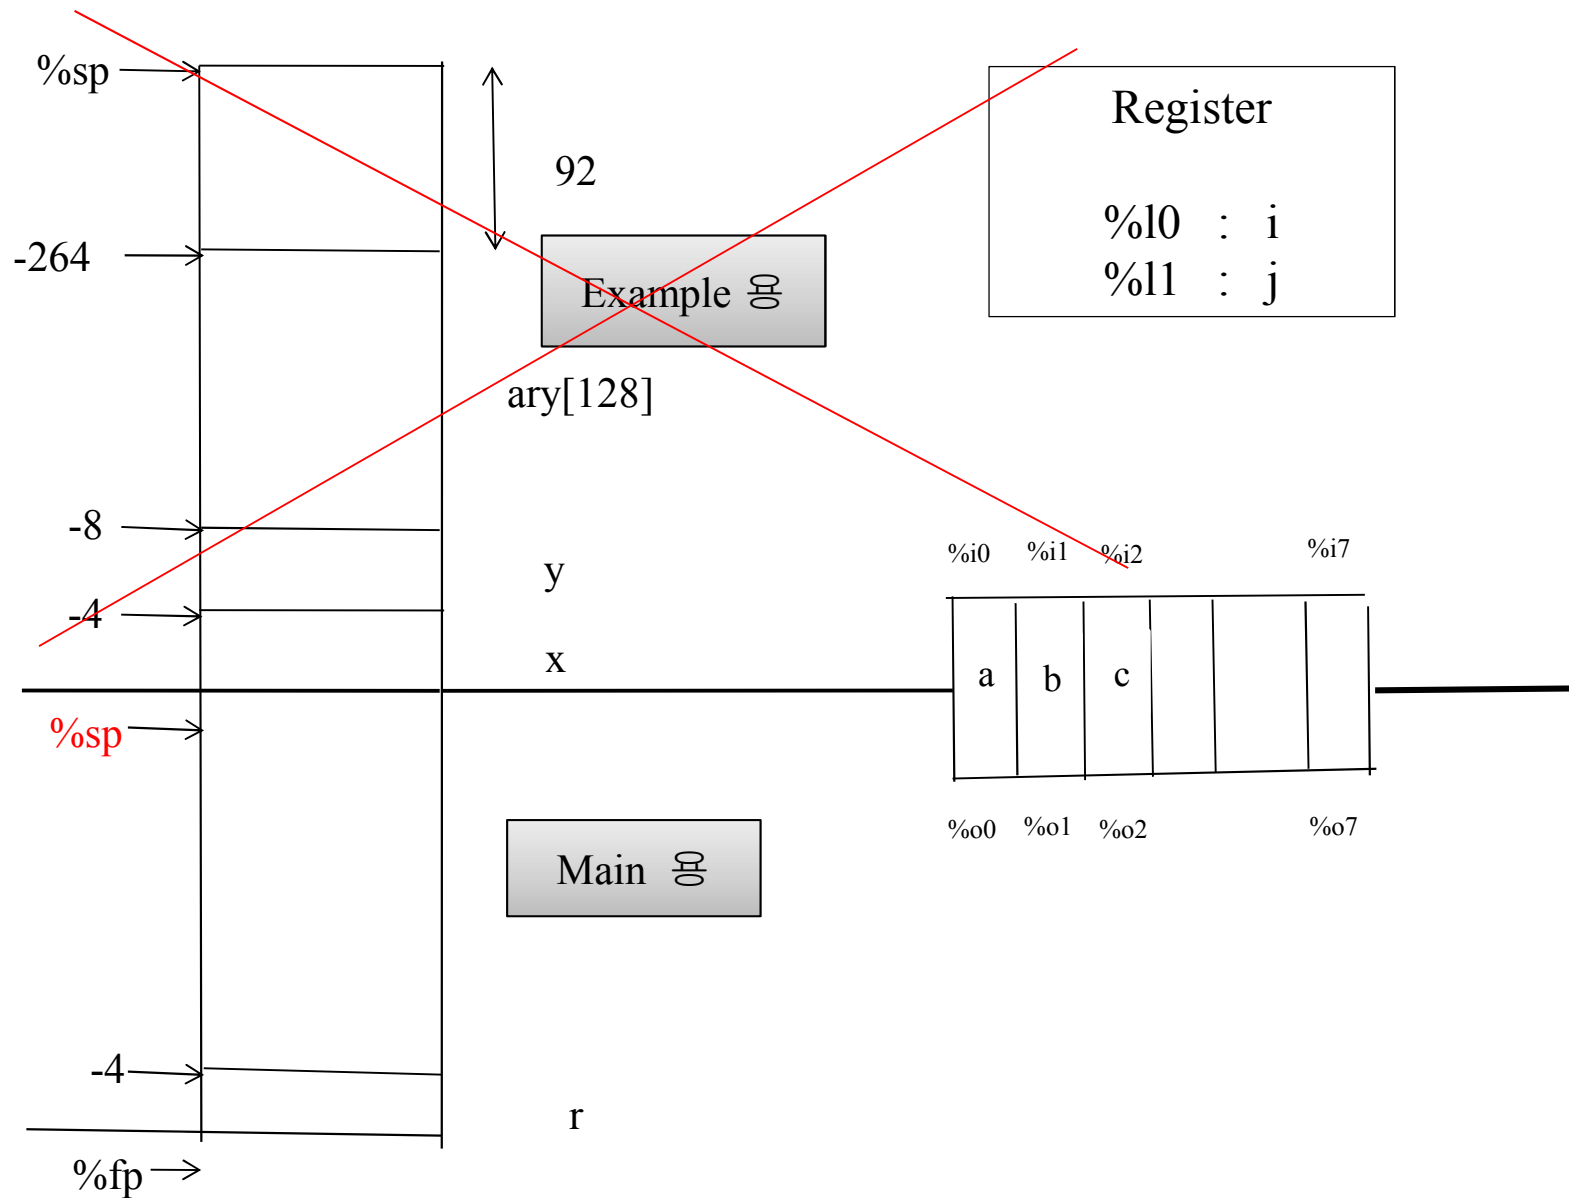 %sp
92
Register
%l0 : i
%l1 : j
-264
Example 용
ary[128]
-8
y
-4
x
%i0 %i1 %i2 %i7
a b c
%sp
%o0 %o1 %o2 %o7
Main 용
-4
r
%fp